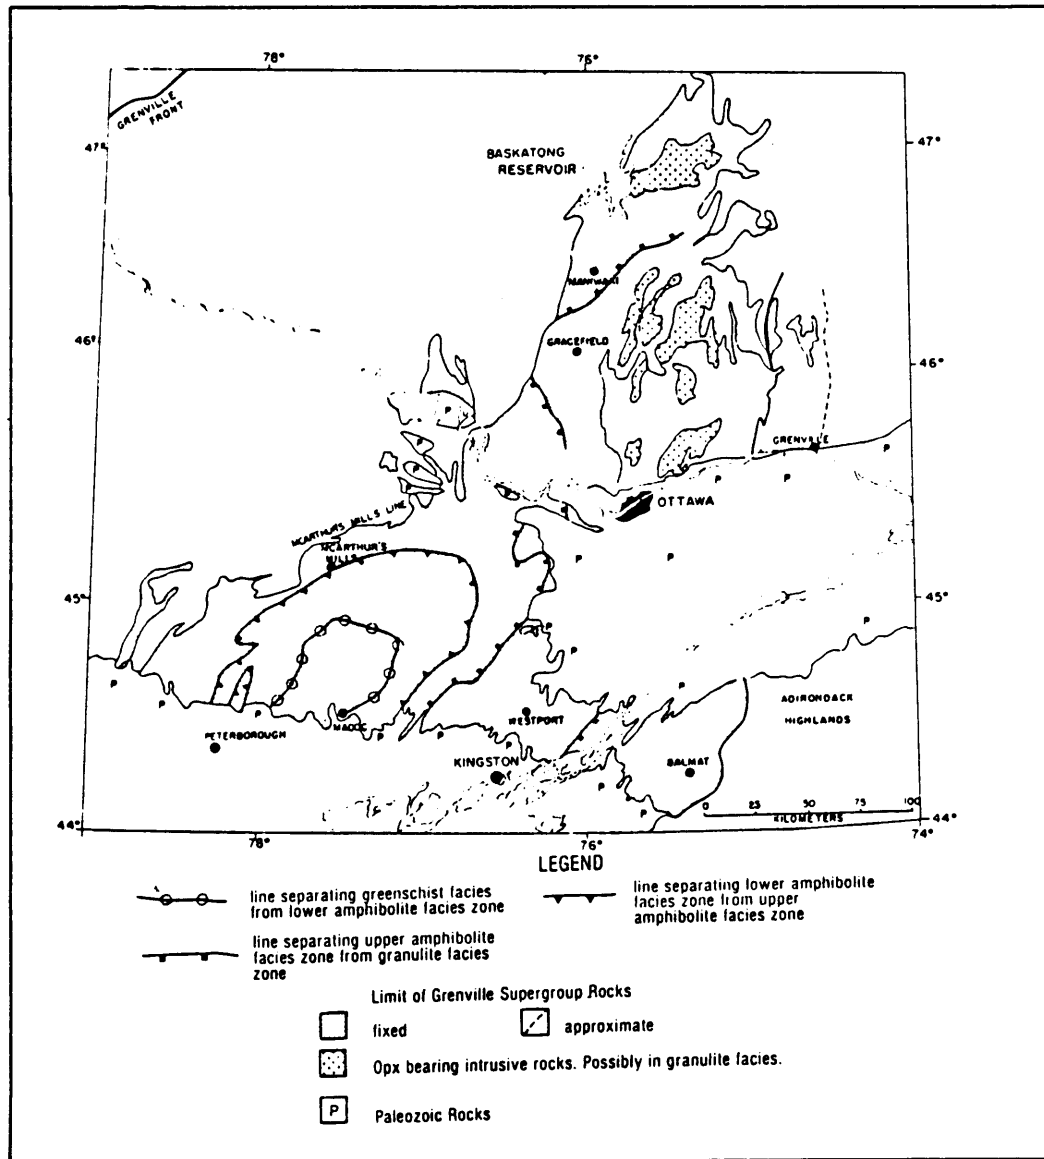 78°
76°
GRENVILLE
FRONT
47°
47°
BASKATONG
RESERVOIR
MANIWAKI
46°
GRACEFIELD
46°
P
P
P
P
P
GRENVILLE
P
P
P
OTTAWA
MCARTHUR'S MILLS LINE
MCARTHUR'S
MILLS
P
P
45°
45°
P
P
P
P
P
P
ADIRONDACK
HIGHLANDS
P
P
MADOC
P
P
WESTPORT
PETERBOROUGH
P
KINGSTON
BALMAT
P
P
0 25 50 75 100
KILOMETERS
44°
44°
78°
76°
74°
LEGEND
line separating greenschist facies
from lower amphibolite facies zone
line separating lower amphibolite
facies zone from upper
amphibolite facies zone
line separating upper amphibolite
facies zone from granulite facies
zone
Limit of Grenville Supergroup Rocks
fixed
approximate
Opx bearing intrusive rocks. Possibly in granulite facies.
P
Paleozoic Rocks